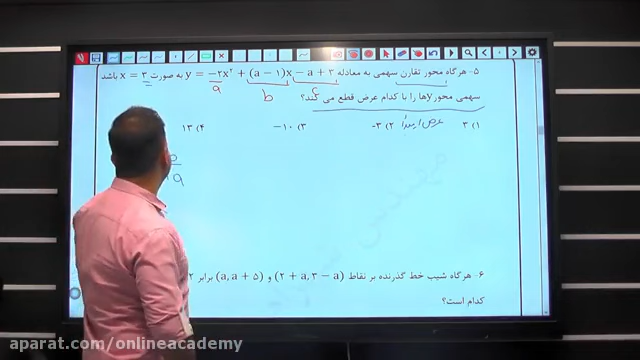 ۵- هرگاه محور تقارن سهمی به معادله y = −۲x² + (a − ۱)x − a + ۳ به صورت x = ۳ باشد
a b c
سهمی محور yها را با کدام عرض قطع می کند؟
۱) ۳ عرض از مبدأ ۲) ۳- ۳) ۱۰- ۴) ۱۳
۶- هرگاه شیب خط گذرنده بر نقاط (۲ + a, ۳ − a) و (a, a + ۵) برابر ۲
کدام است؟
aparat.com/onlineacademy